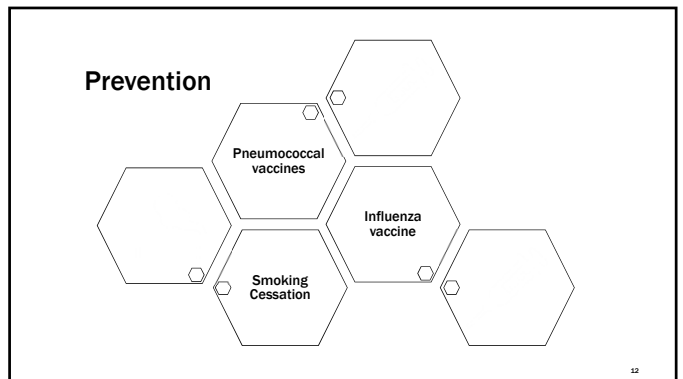 Prevention
Pneumococcal
vaccines
Influenza
vaccine
Smoking
Cessation
12